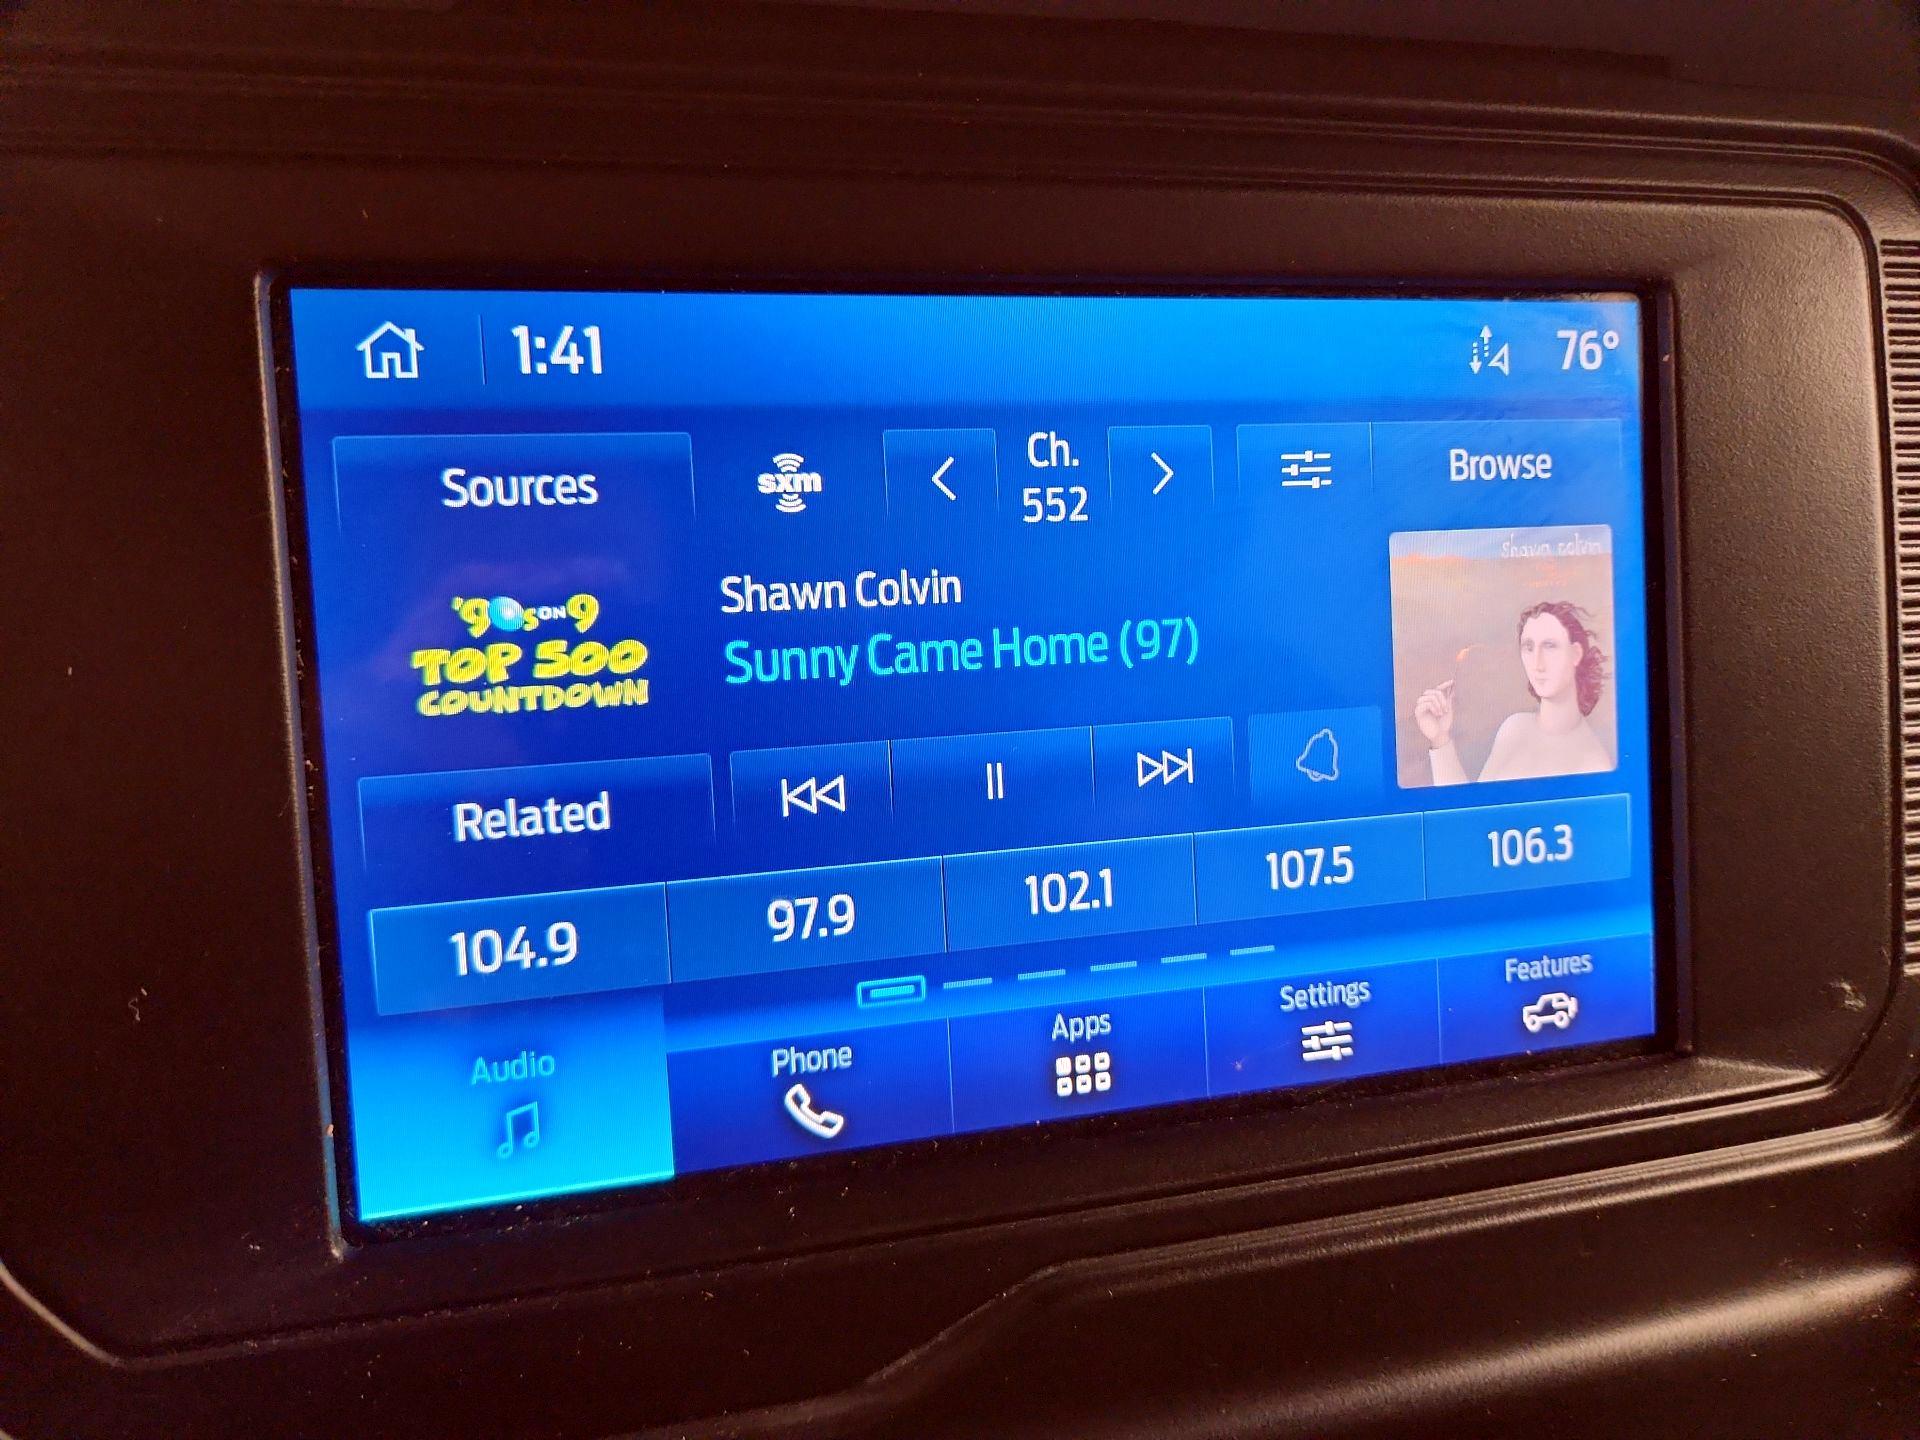 1:41
76°
Sources
sxm
Ch.
552
Browse
shawn colvin
'90s ON 9
TOP 500
COUNTDOWN
Shawn Colvin
Sunny Came Home (97)
Related
104.9
97.9
102.1
107.5
106.3
Audio
Phone
Apps
Settings
Features